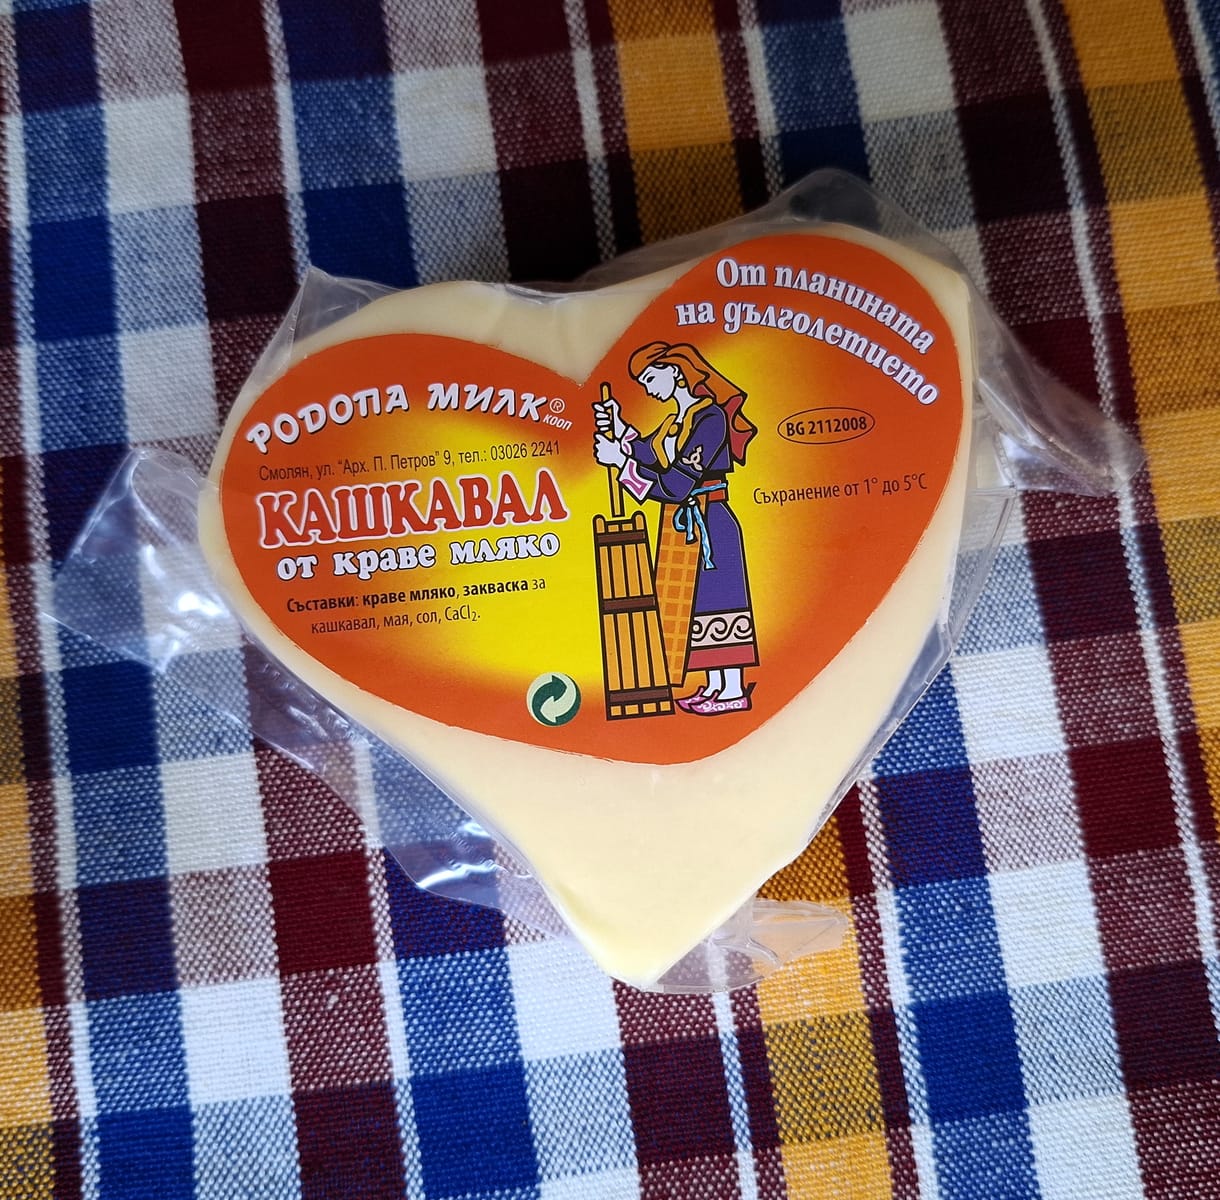 РОДОПА МИЛК®
КООП
Смолян, ул. "Арх. П. Петров" 9, тел.: 03026 2241
КАШКАВАЛ
от краве мляко
Съставки: краве мляко, закваска за
кашкавал, мая, сол, CaCl₂.
От планината
на дълголетието
BG 2112008
Съхранение от 1° до 5°C